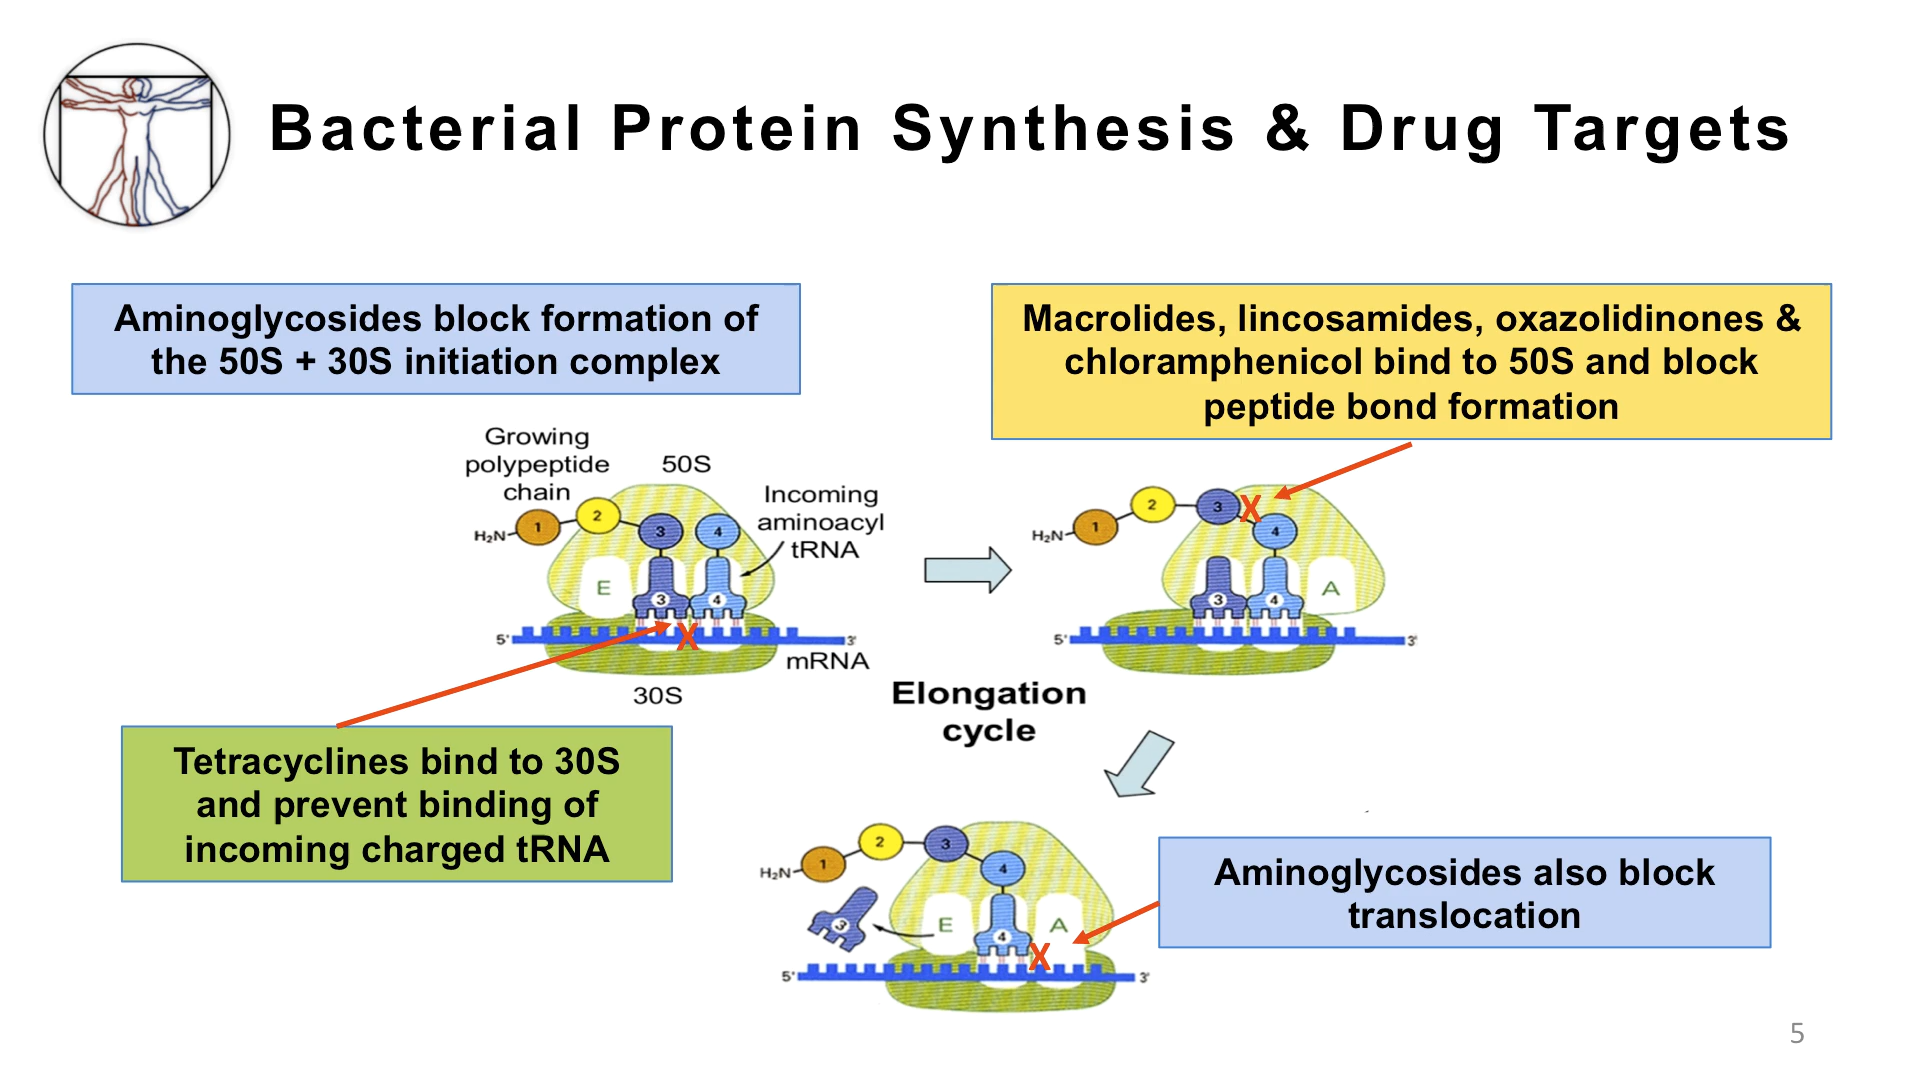 Bacterial Protein Synthesis & Drug Targets
Aminoglycosides block formation of
the 50S + 30S initiation complex
Macrolides, lincosamides, oxazolidinones &
chloramphenicol bind to 50S and block
peptide bond formation
Growing
polypeptide
chain
50S
Incoming
aminoacyl
tRNA
H₂N
1
2
3
4
E
3
4
5'
3'
mRNA
30S
X
H₂N
1
2
3
X
4
3
4
A
5'
3'
Elongation
cycle
Tetracyclines bind to 30S
and prevent binding of
incoming charged tRNA
H₂N
1
2
3
4
3
E
4
A
X
5'
3'
Aminoglycosides also block
translocation
5